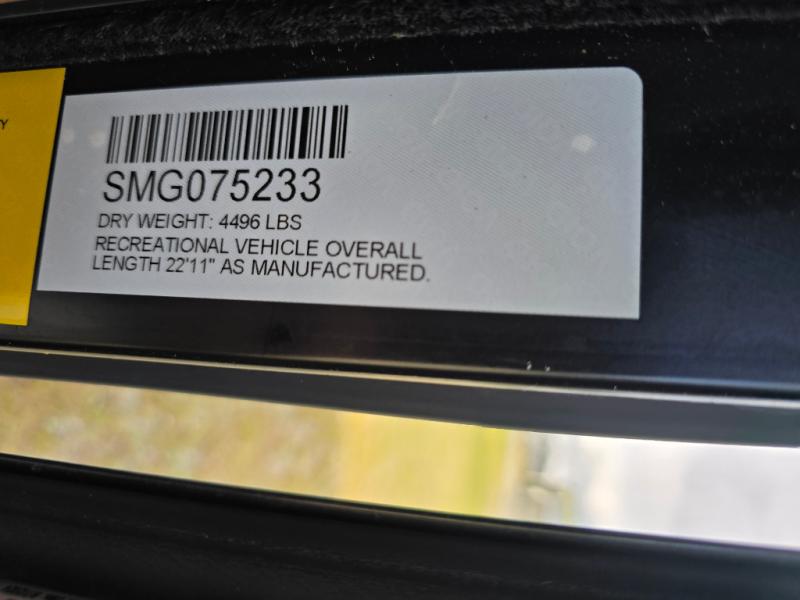 Y
SMG075233
DRY WEIGHT: 4496 LBS
RECREATIONAL VEHICLE OVERALL
LENGTH 22'11" AS MANUFACTURED.